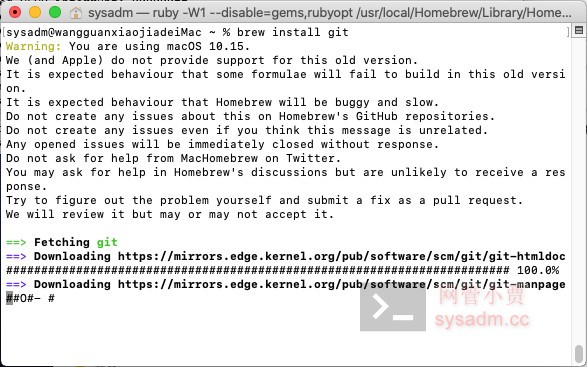 sysadm — ruby -W1 --disable=gems,rubyopt /usr/local/Homebrew/Library/Home...
[sysadm@wangguanxiaojiadeiMac ~ % brew install git ]
Warning: You are using macOS 10.15.
We (and Apple) do not provide support for this old version.
It is expected behaviour that some formulae will fail to build in this old versi
on.
It is expected behaviour that Homebrew will be buggy and slow.
Do not create any issues about this on Homebrew's GitHub repositories.
Do not create any issues even if you think this message is unrelated.
Any opened issues will be immediately closed without response.
Do not ask for help from MacHomebrew on Twitter.
You may ask for help in Homebrew's discussions but are unlikely to receive a res
ponse.
Try to figure out the problem yourself and submit a fix as a pull request.
We will review it but may or may not accept it.
==> Fetching git
==> Downloading https://mirrors.edge.kernel.org/pub/software/scm/git/git-htmldoc
######################################################################## 100.0%
==> Downloading https://mirrors.edge.kernel.org/pub/software/scm/git/git-manpage
##O#- #
网管小贾
sysadm.cc